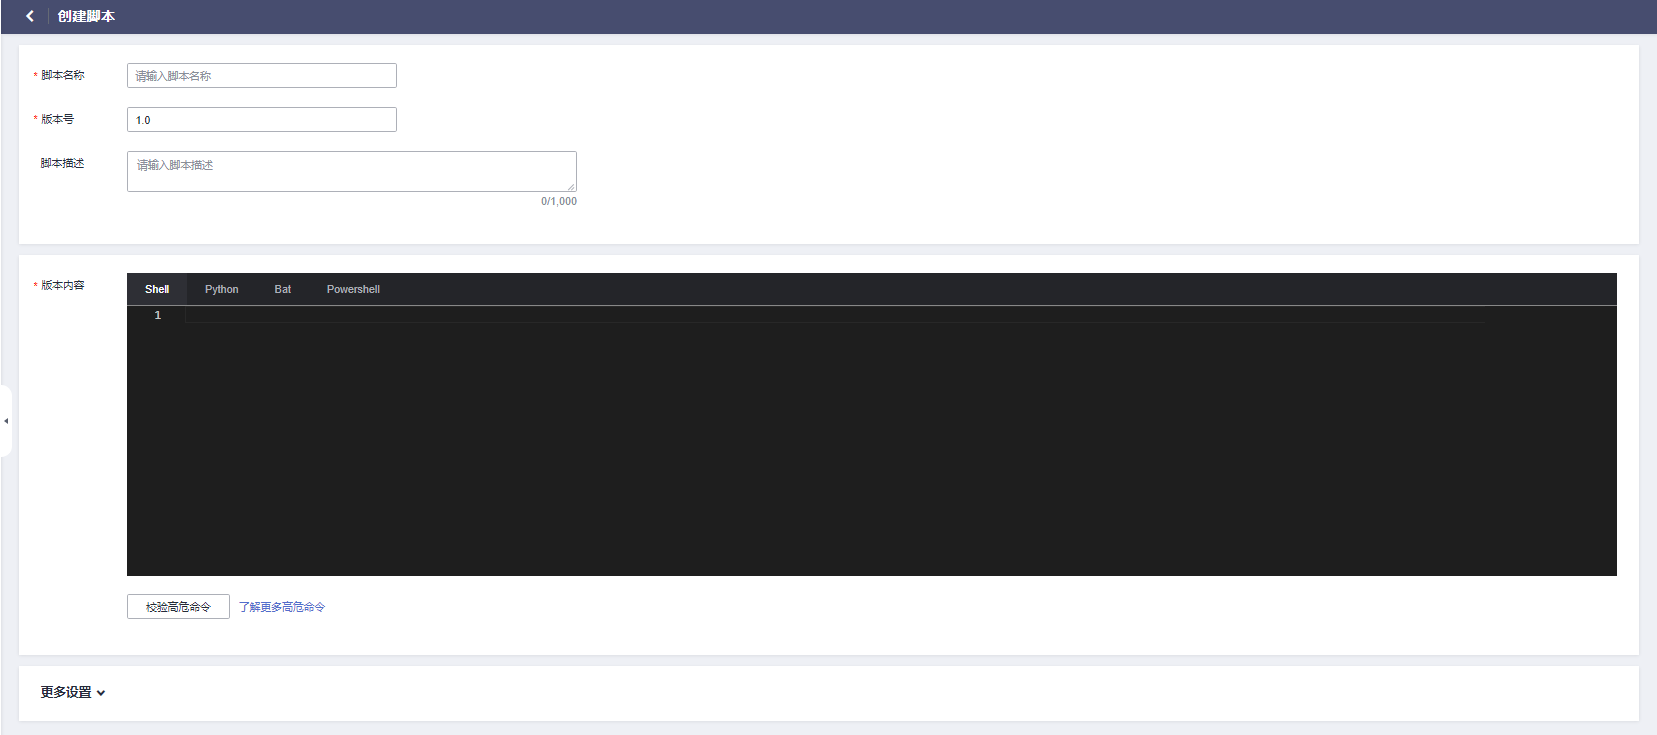 创建脚本
* 脚本名称 请输入脚本名称
* 版本号 1.0
脚本描述 请输入脚本描述
0/1,000
* 版本内容 Shell Python Bat Powershell
1
校验高危命令 了解更多高危命令
更多设置